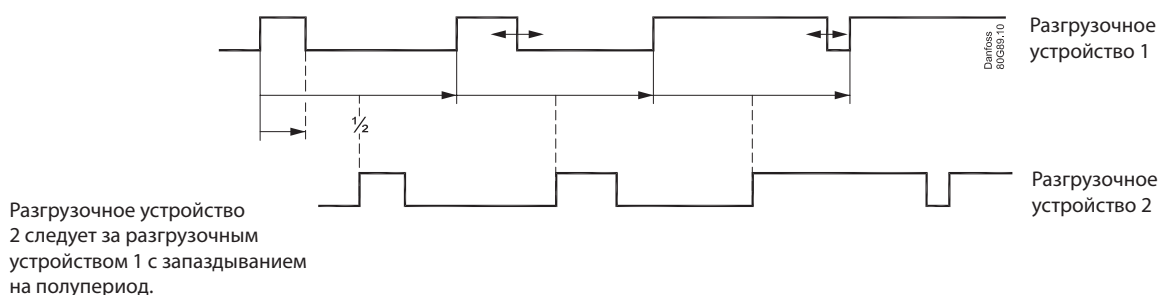 Danfoss
80G89.10
Разгрузочное
устройство 1
½
Разгрузочное
устройство 2
Разгрузочное устройство
2 следует за разгрузочным
устройством 1 с запаздыванием
на полупериод.